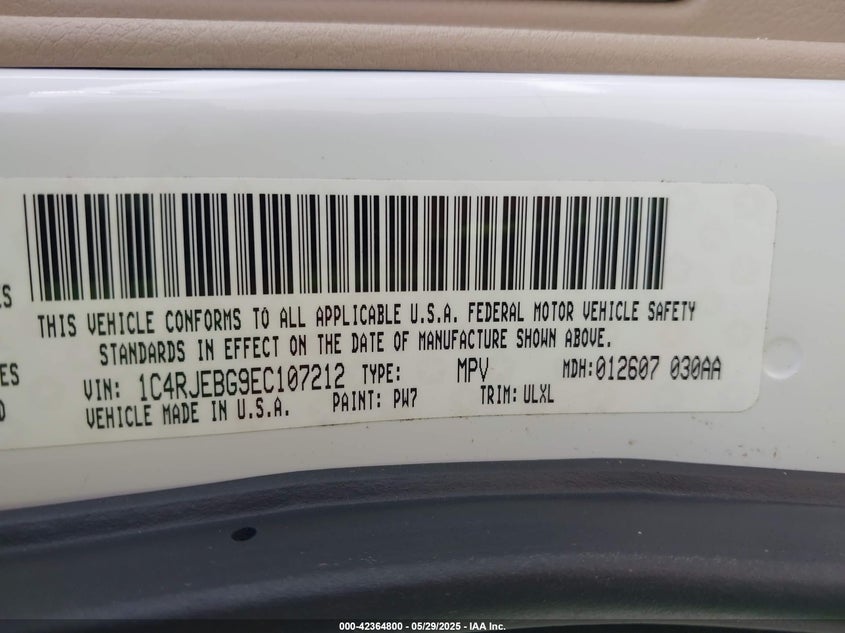 ES
THIS VEHICLE CONFORMS TO ALL APPLICABLE U.S.A. FEDERAL MOTOR VEHICLE SAFETY
STANDARDS IN EFFECT ON THE DATE OF MANUFACTURE SHOWN ABOVE.
ES
VIN: 1C4RJEBG9EC107212 TYPE: MPV MDH:012607 030AA
D
VEHICLE MADE IN U.S.A. PAINT: PW7 TRIM: ULXL
000-42364800 - 05/29/2025 - IAA Inc.